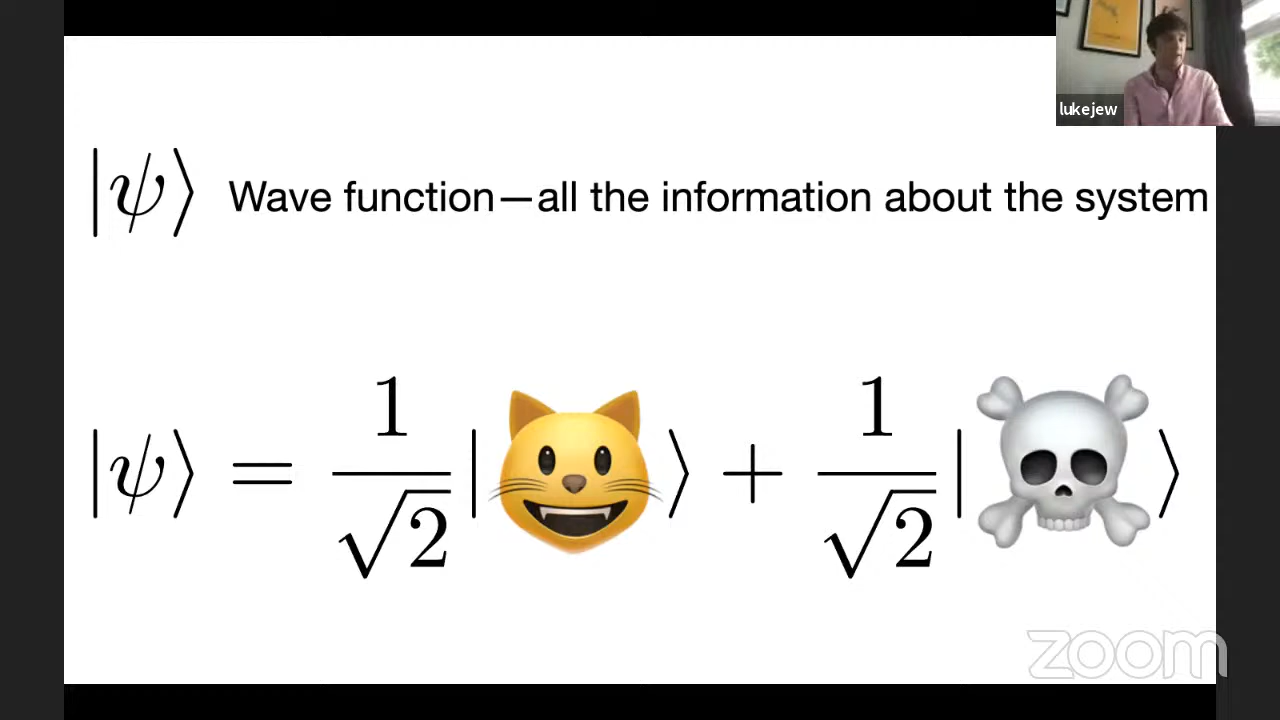 lukejew
|ψ⟩ Wave function—all the information about the system
|ψ⟩ = 1/√2 |😺⟩ + 1/√2 |☠️⟩
zoom